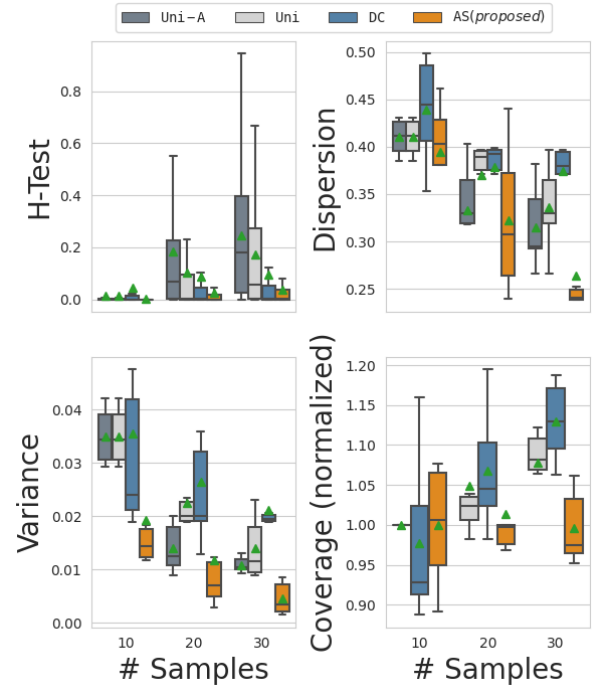 Uni-A Uni DC AS(proposed)
H-Test
0.8
0.6
0.4
0.2
0.0
Dispersion
0.50
0.45
0.40
0.35
0.30
0.25
Variance
0.04
0.03
0.02
0.01
0.00
10 20 30
# Samples
Coverage (normalized)
1.20
1.15
1.10
1.05
1.00
0.95
0.90
10 20 30
# Samples